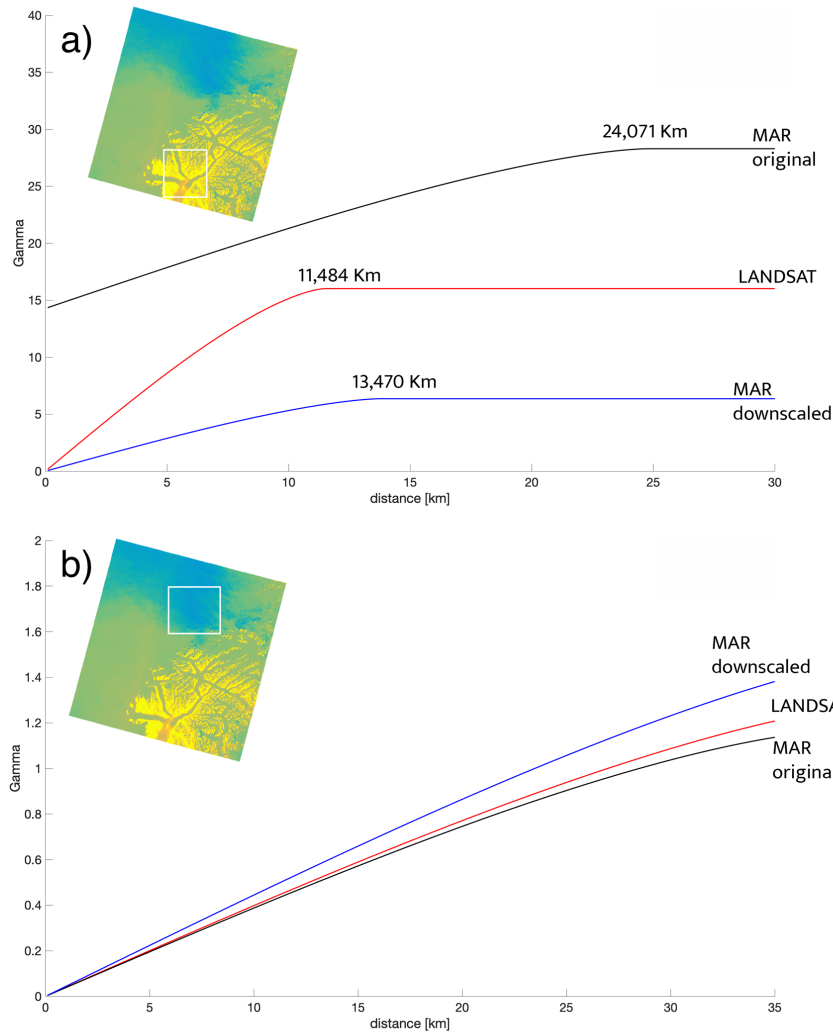 a)
40
35
30
25
20
15
10
5
0
Gamma
24,071 Km
MAR
original
11,484 Km
LANDSAT
13,470 Km
MAR
downscaled
0 5 10 15 20 25 30
distance [km]
b)
2
1.8
1.6
1.4
1.2
1
0.8
0.6
0.4
0.2
0
Gamma
MAR
downscaled
LANDSA
MAR
origina
0 5 10 15 20 25 30 35
distance [km]